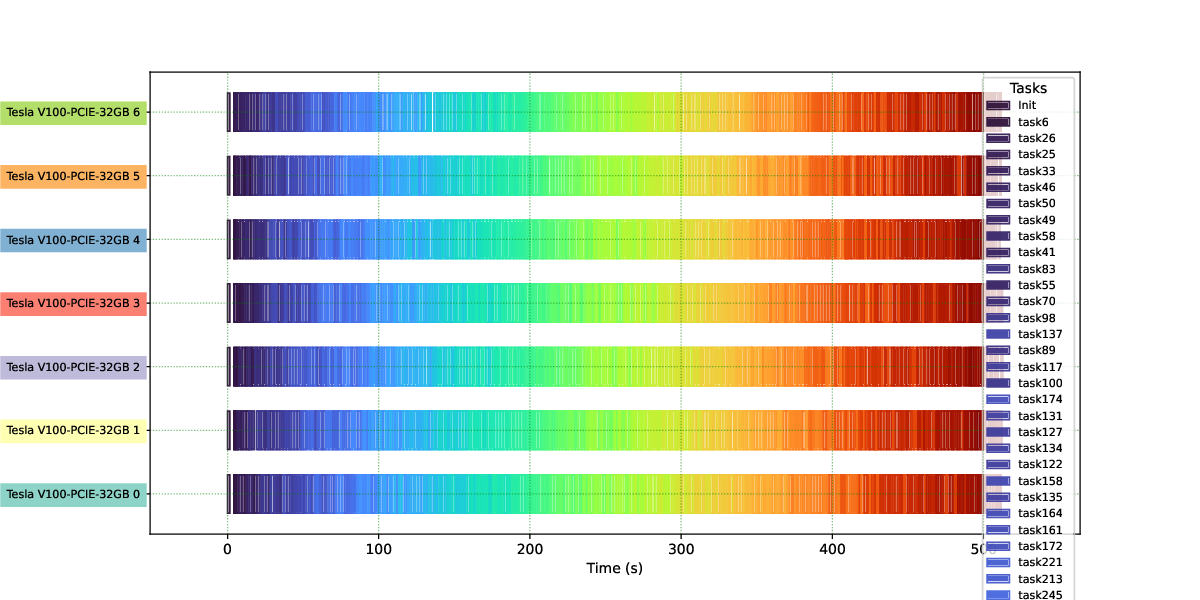 Tesla V100-PCIE-32GB 6
Tesla V100-PCIE-32GB 5
Tesla V100-PCIE-32GB 4
Tesla V100-PCIE-32GB 3
Tesla V100-PCIE-32GB 2
Tesla V100-PCIE-32GB 1
Tesla V100-PCIE-32GB 0
0 100 200 300 400
Time (s)
Tasks
Init
task6
task26
task25
task33
task46
task50
task49
task58
task41
task83
task55
task70
task98
task137
task89
task117
task100
task174
task131
task127
task134
task122
task158
task135
task164
task161
task172
task221
task213
task245